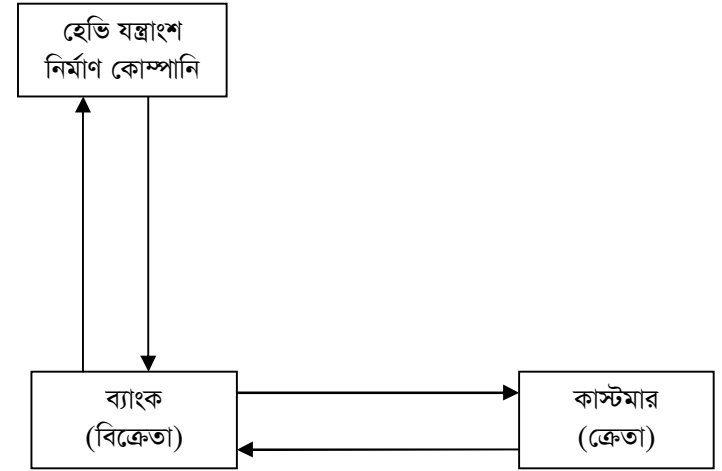 হেভি যন্ত্রাংশ
নির্মাণ কোম্পানি
ব্যাংক
(বিক্রেতা)
কাস্টমার
(ক্রেতা)